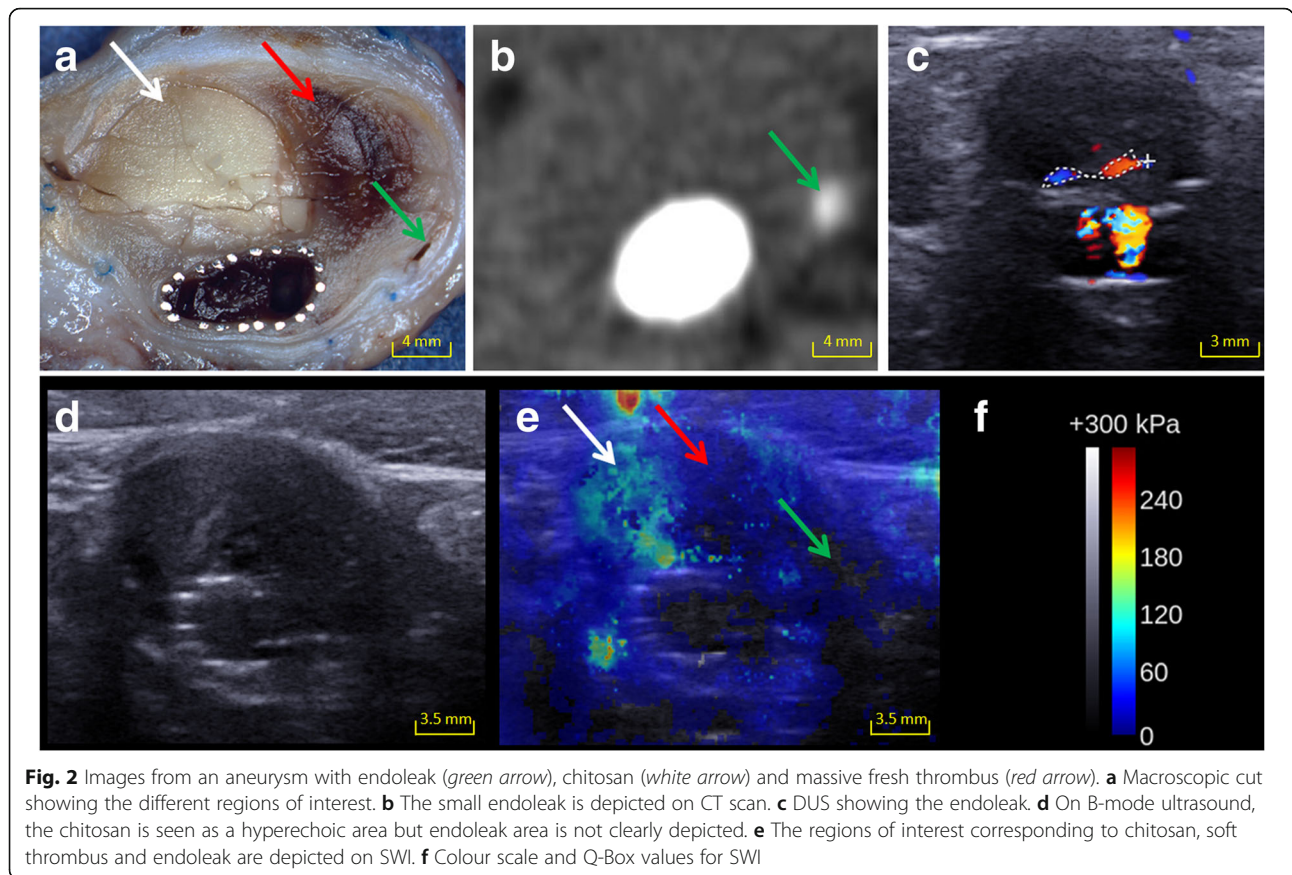 a
b
c
4 mm
4 mm
3 mm
d
e
f
+300 kPa
240
180
120
60
0
3.5 mm
3.5 mm
Fig. 2 Images from an aneurysm with endoleak (green arrow), chitosan (white arrow) and massive fresh thrombus (red arrow). a Macroscopic cut
showing the different regions of interest. b The small endoleak is depicted on CT scan. c DUS showing the endoleak. d On B-mode ultrasound,
the chitosan is seen as a hyperechoic area but endoleak area is not clearly depicted. e The regions of interest corresponding to chitosan, soft
thrombus and endoleak are depicted on SWI. f Colour scale and Q-Box values for SWI